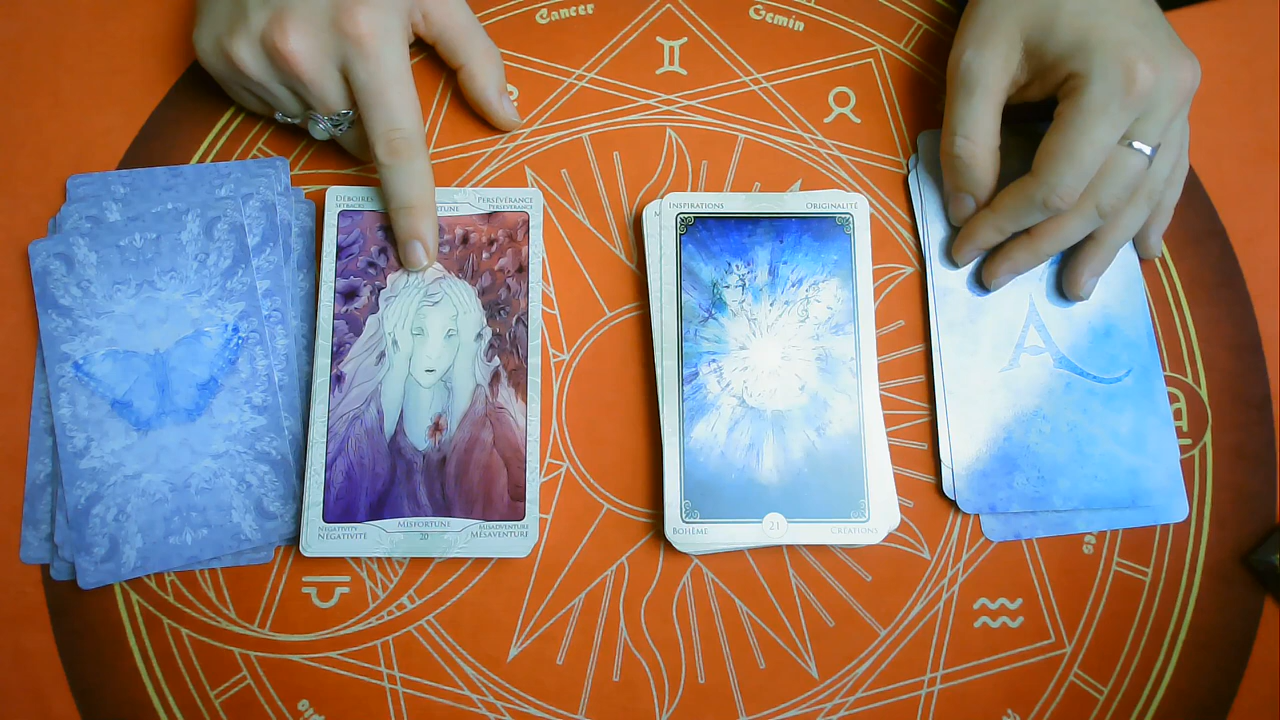 Cancer
Gemin
DÉBOIRES
SETBACKS
PERSÉVÉRANCE
PERSEVERANCE
INSPIRATIONS
ORIGINALITÉ
A
NEGATIVITY
NÉGATIVITÉ
MISFORTUNE
20
MISADVENTURE
MÉSAVENTURE
BOHÈME
21
CRÉATIONS